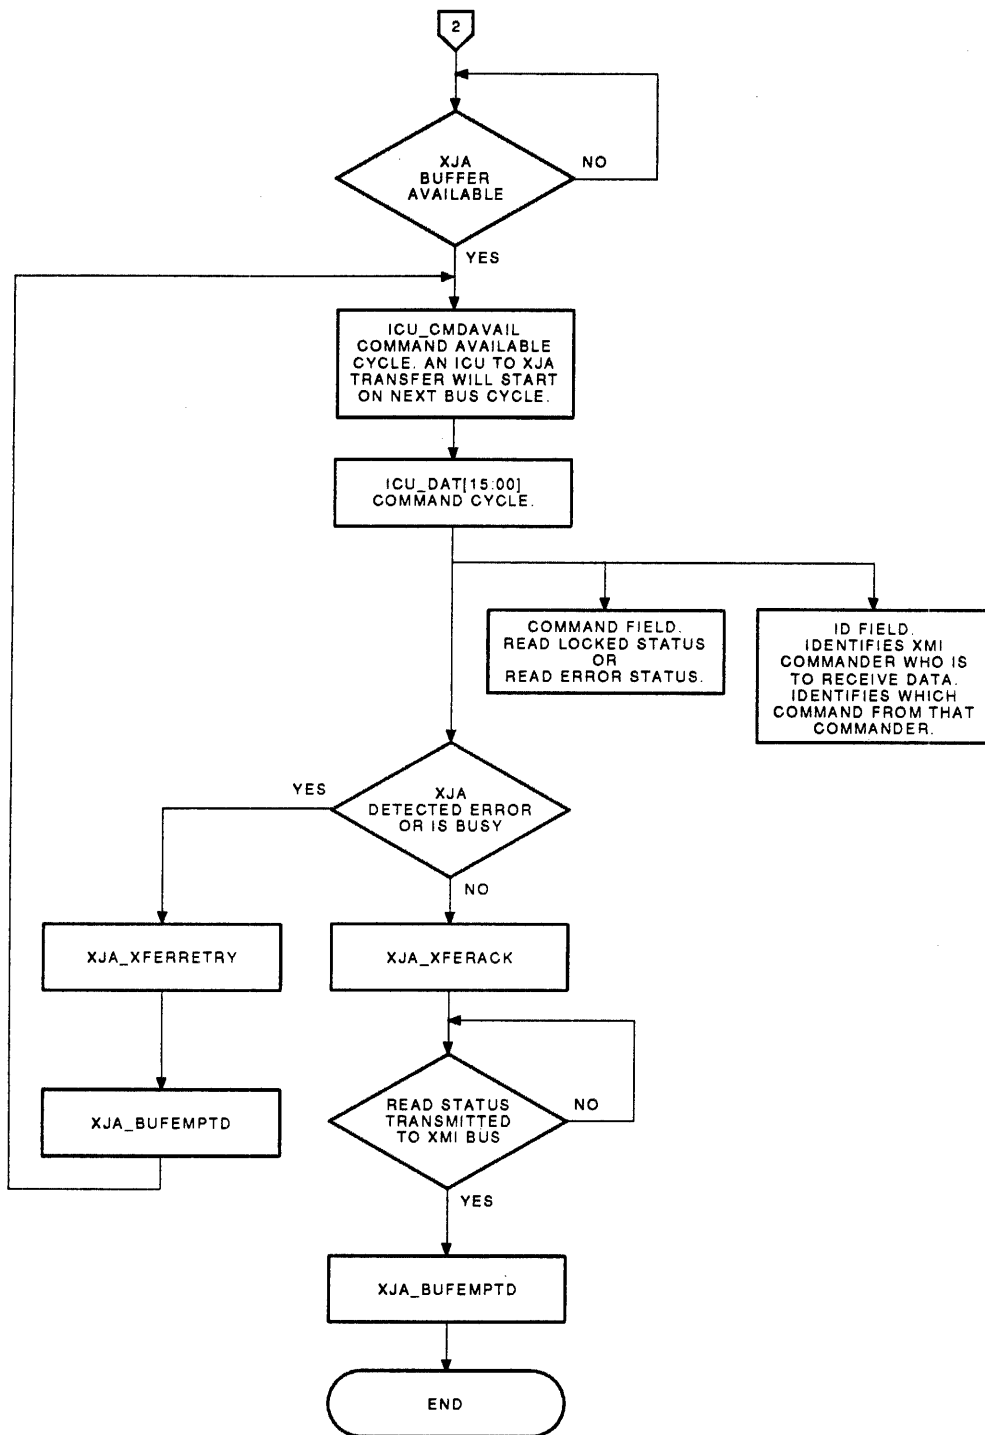 2
XJA
BUFFER
AVAILABLE
NO
YES
ICU_CMDAVAIL
COMMAND AVAILABLE
CYCLE. AN ICU TO XJA
TRANSFER WILL START
ON NEXT BUS CYCLE.
ICU_DAT[15:00]
COMMAND CYCLE.
COMMAND FIELD.
READ LOCKED STATUS
OR
READ ERROR STATUS.
ID FIELD.
IDENTIFIES XMI
COMMANDER WHO IS
TO RECEIVE DATA.
IDENTIFIES WHICH
COMMAND FROM THAT
COMMANDER.
YES
XJA
DETECTED ERROR
OR IS BUSY
NO
XJA_XFERRETRY
XJA_XFERACK
XJA_BUFEMPTD
READ STATUS
TRANSMITTED
TO XMI BUS
NO
YES
XJA_BUFEMPTD
END